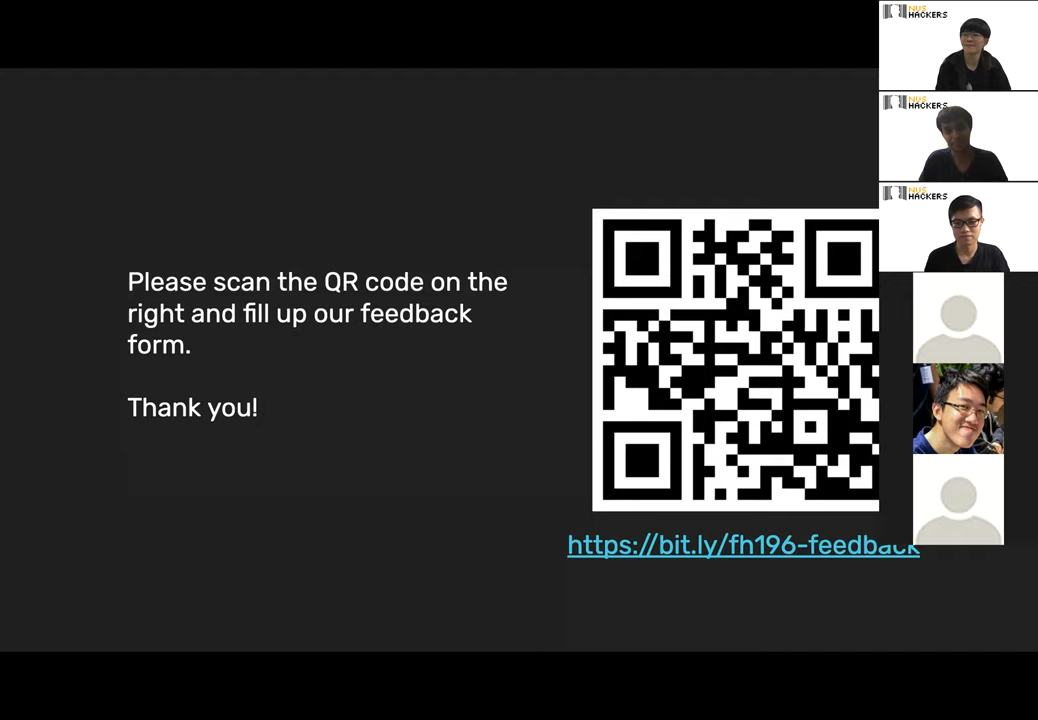 NUS
HACKERS
NUS
HACKERS
NUS
HACKERS
Please scan the QR code on the
right and fill up our feedback
form.
Thank you!
https://bit.ly/fh196-feedback